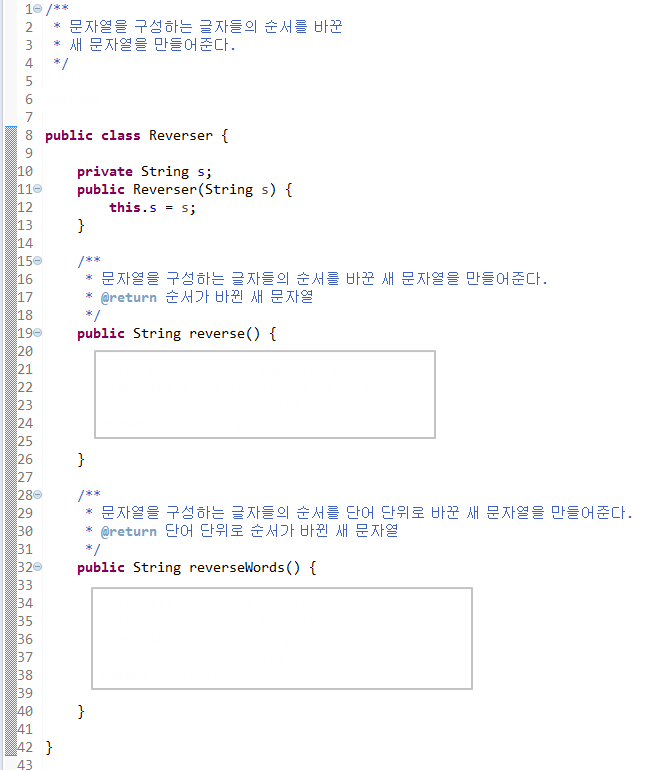 1 /**
2  * 문자열을 구성하는 글자들의 순서를 바꾼
3  * 새 문자열을 만들어준다.
4  */
5
6
7
8 public class Reverser {
9
10     private String s;
11     public Reverser(String s) {
12         this.s = s;
13     }
14
15     /**
16      * 문자열을 구성하는 글자들의 순서를 바꾼 새 문자열을 만들어준다.
17      * @return 순서가 바뀐 새 문자열
18      */
19     public String reverse() {
20
21
22
23
24
25
26     }
27
28     /**
29      * 문자열을 구성하는 글자들의 순서를 단어 단위로 바꾼 새 문자열을 만들어준다.
30      * @return 단어 단위로 순서가 바뀐 새 문자열
31      */
32     public String reverseWords() {
33
34
35
36
37
38
39
40     }
41
42 }
43